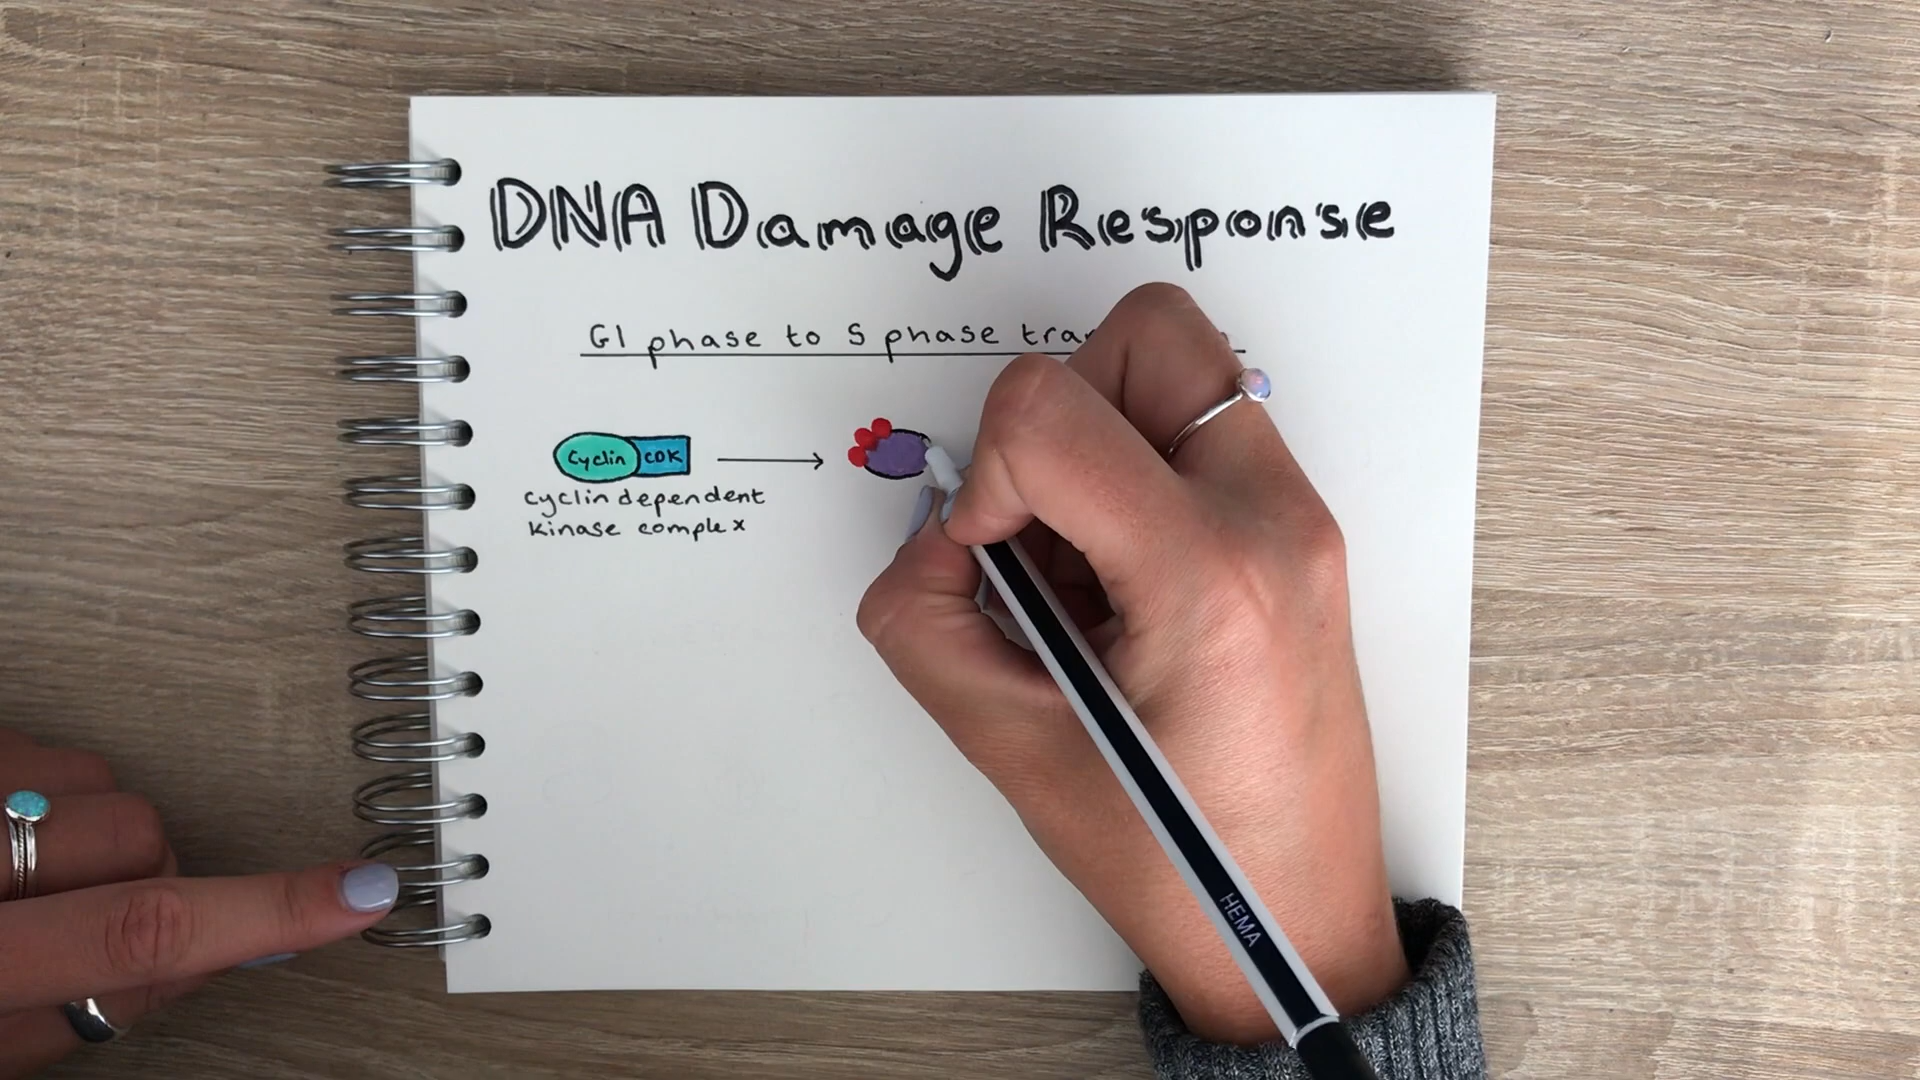 DNA Damage Response
G1 phase to S phase
Cyclin CDK
cyclin dependent
kinase complex
HEMA